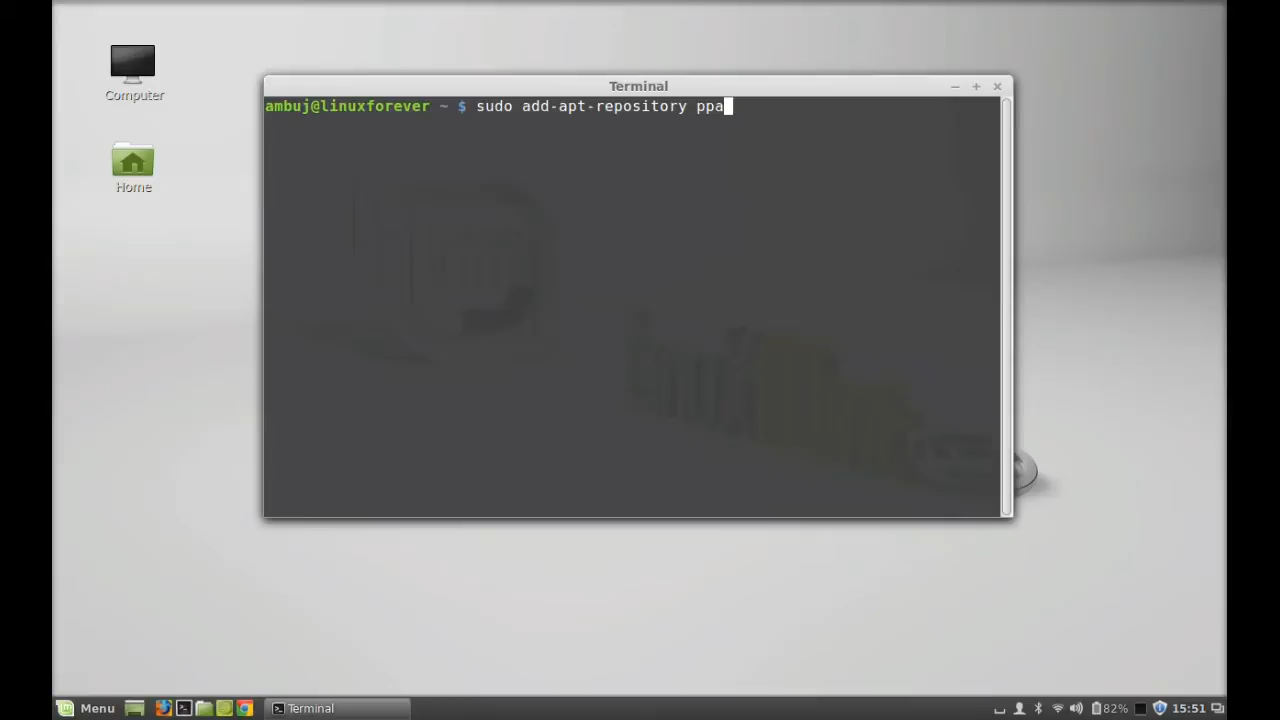 Computer
Home
Terminal
ambuj@linuxforever ~ $ sudo add-apt-repository ppa
Menu
Terminal
82%
15:51